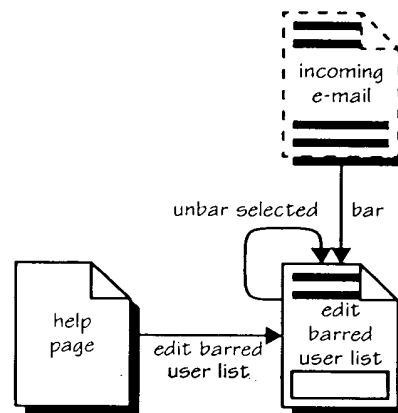 incoming
e-mail
unbar selected
bar
help
page
edit barred
user list
edit
barred
user list